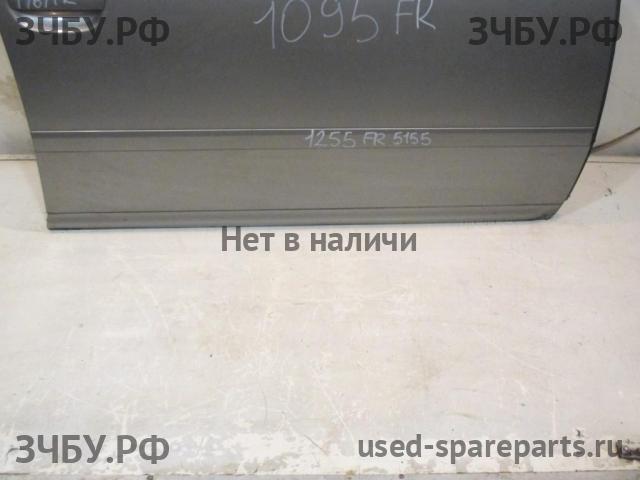 ЗЧБУ.РФ
1095 FR
ЗЧБУ.РФ
1255 FR 5155
Нет в наличи
ЗЧБУ.РФ
used-spareparts.ru